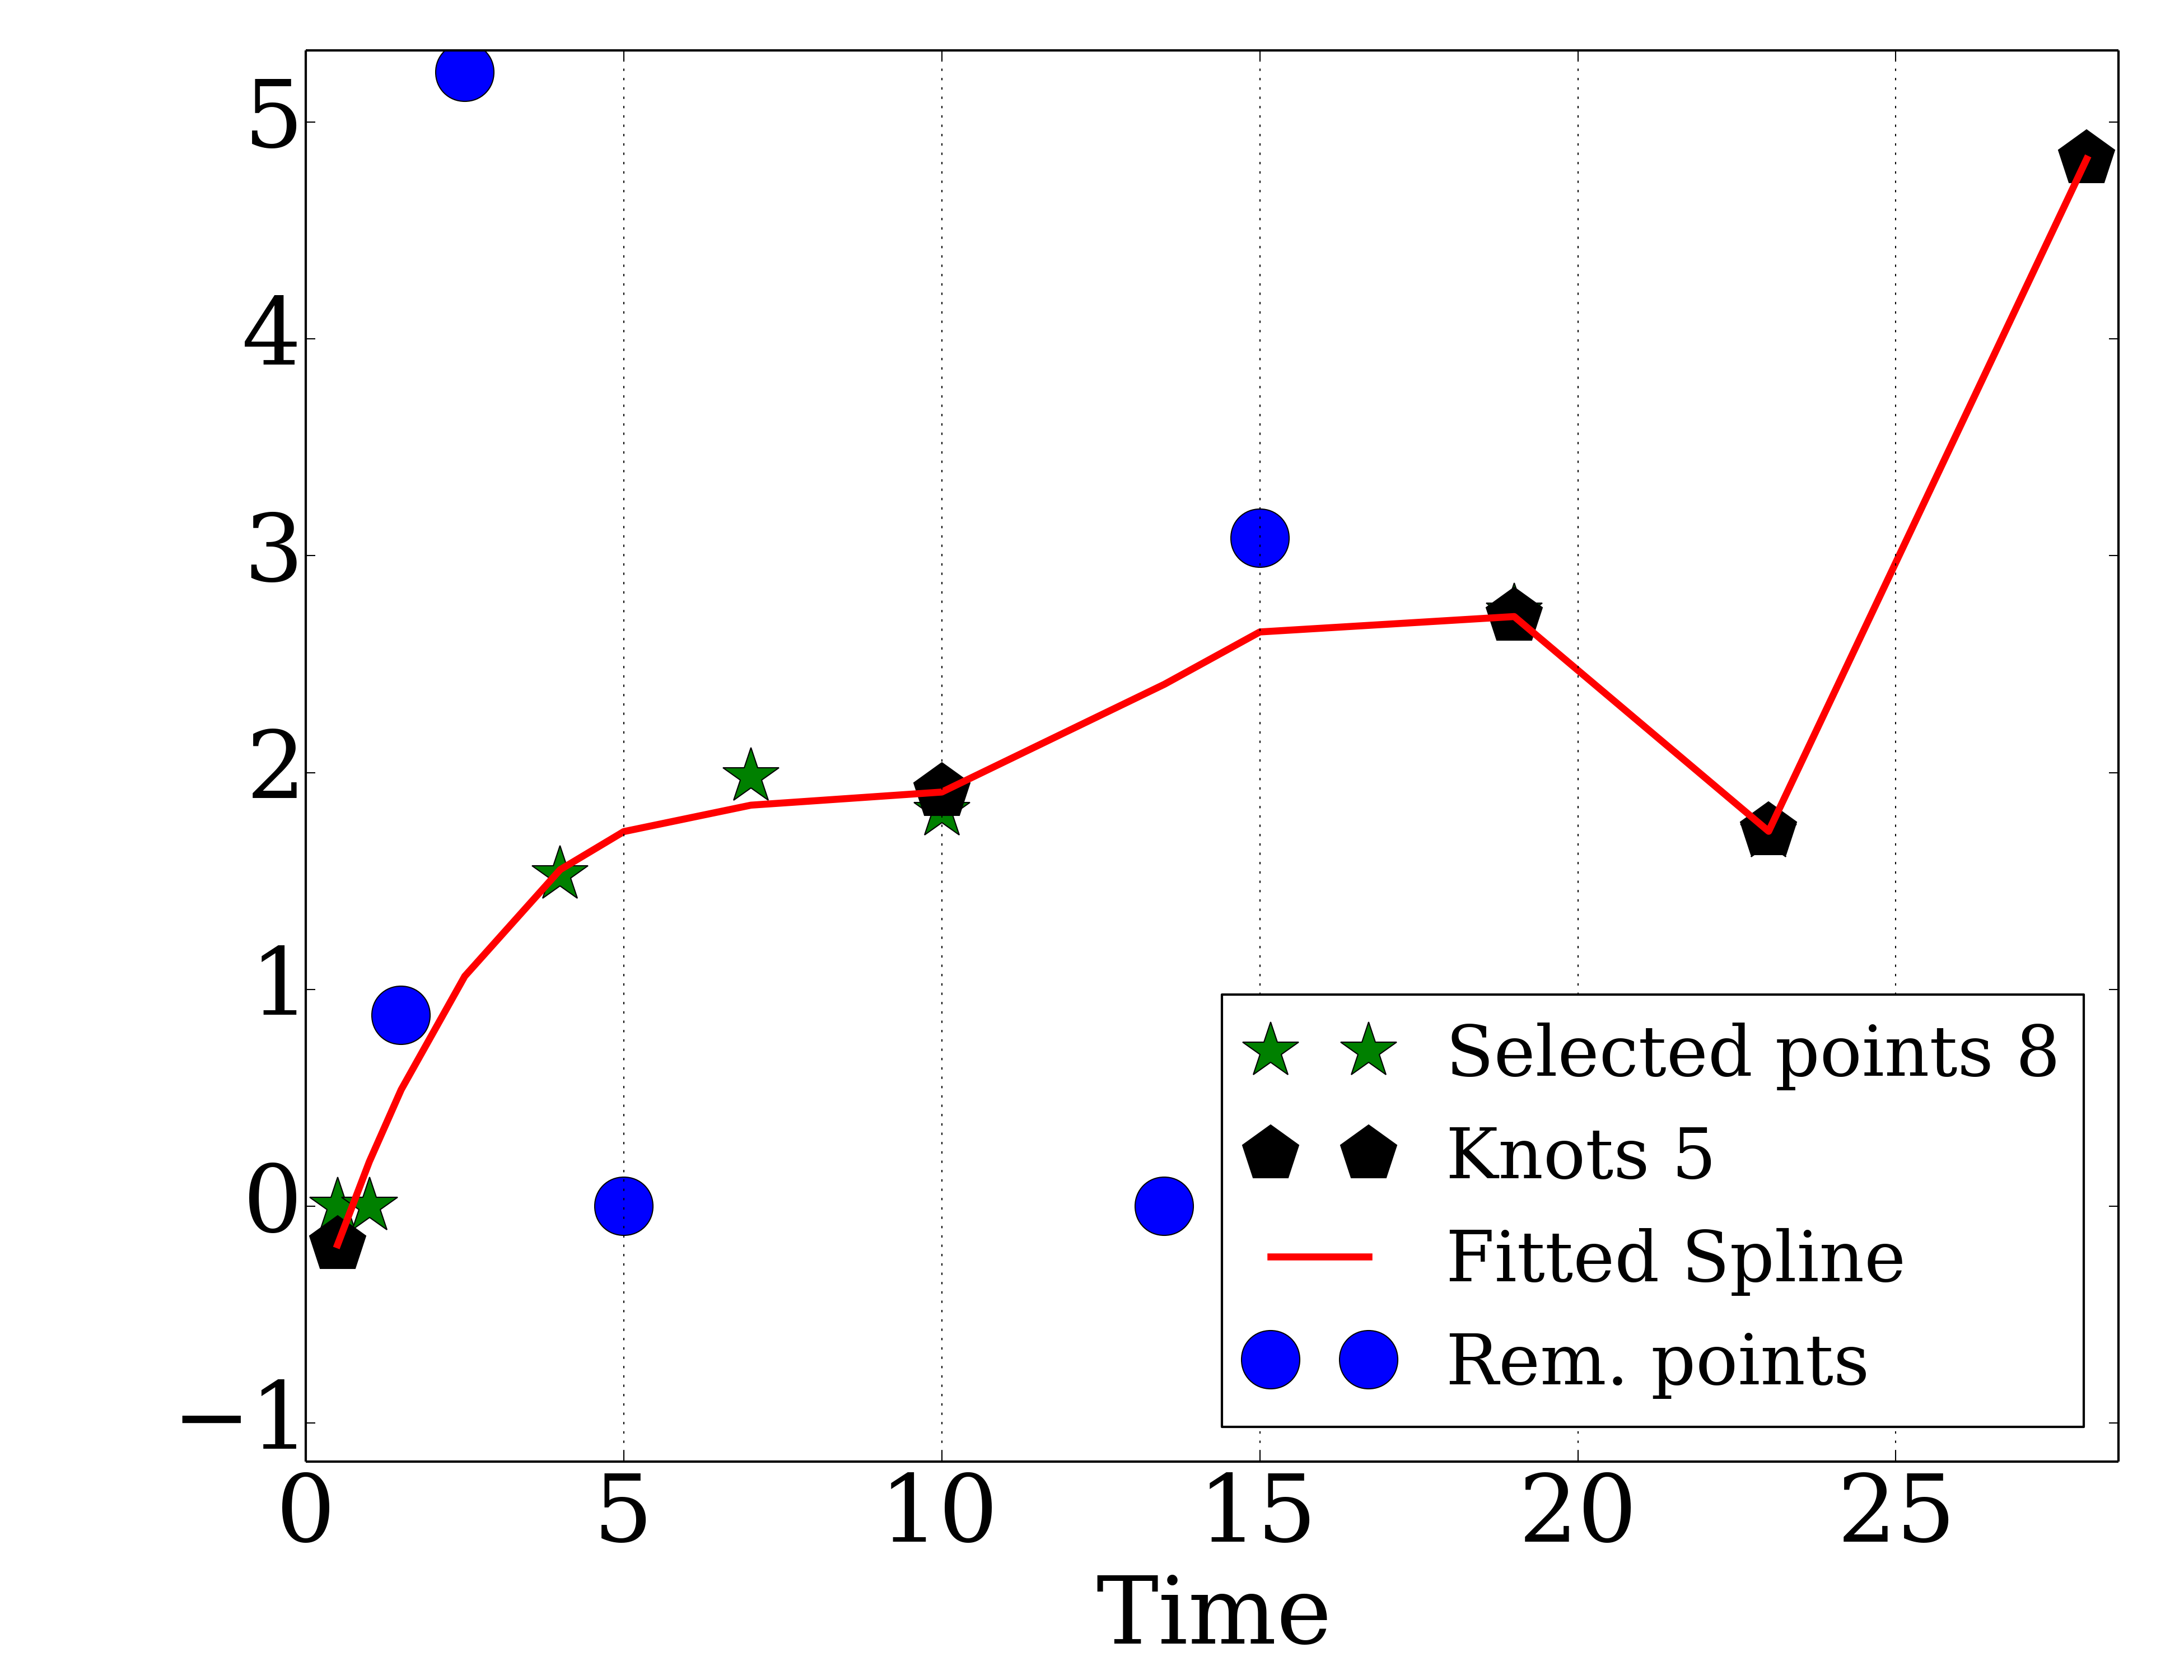 5
4
3
2
1
0
−1
0 5 10 15 20 25
Time
Selected points 8
Knots 5
Fitted Spline
Rem. points